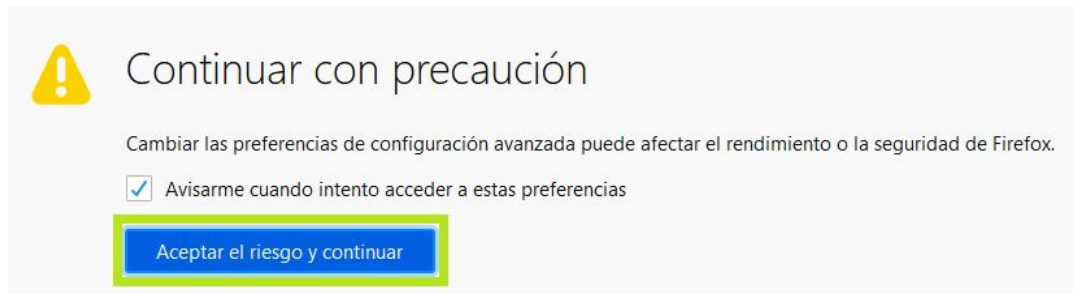 Continuar con precaución
Cambiar las preferencias de configuración avanzada puede afectar el rendimiento o la seguridad de Firefox.
Avisarme cuando intento acceder a estas preferencias
Aceptar el riesgo y continuar